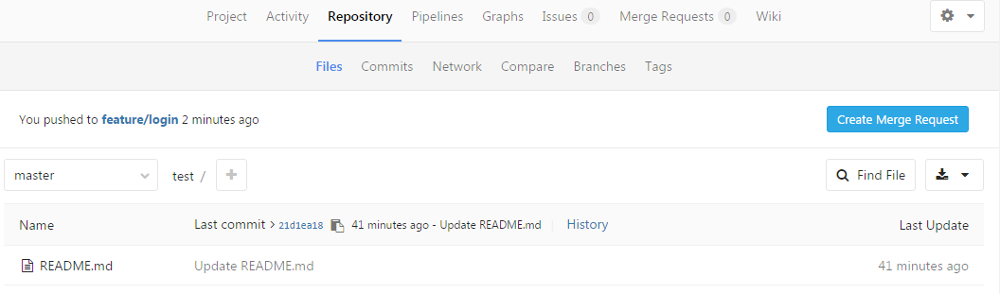 Project Activity Repository Pipelines Graphs Issues 0 Merge Requests 0 Wiki
Files Commits Network Compare Branches Tags
You pushed to feature/login 2 minutes ago Create Merge Request
master test / + Find File
Name Last commit > 21d1ea18 41 minutes ago - Update README.md History Last Update
README.md Update README.md 41 minutes ago